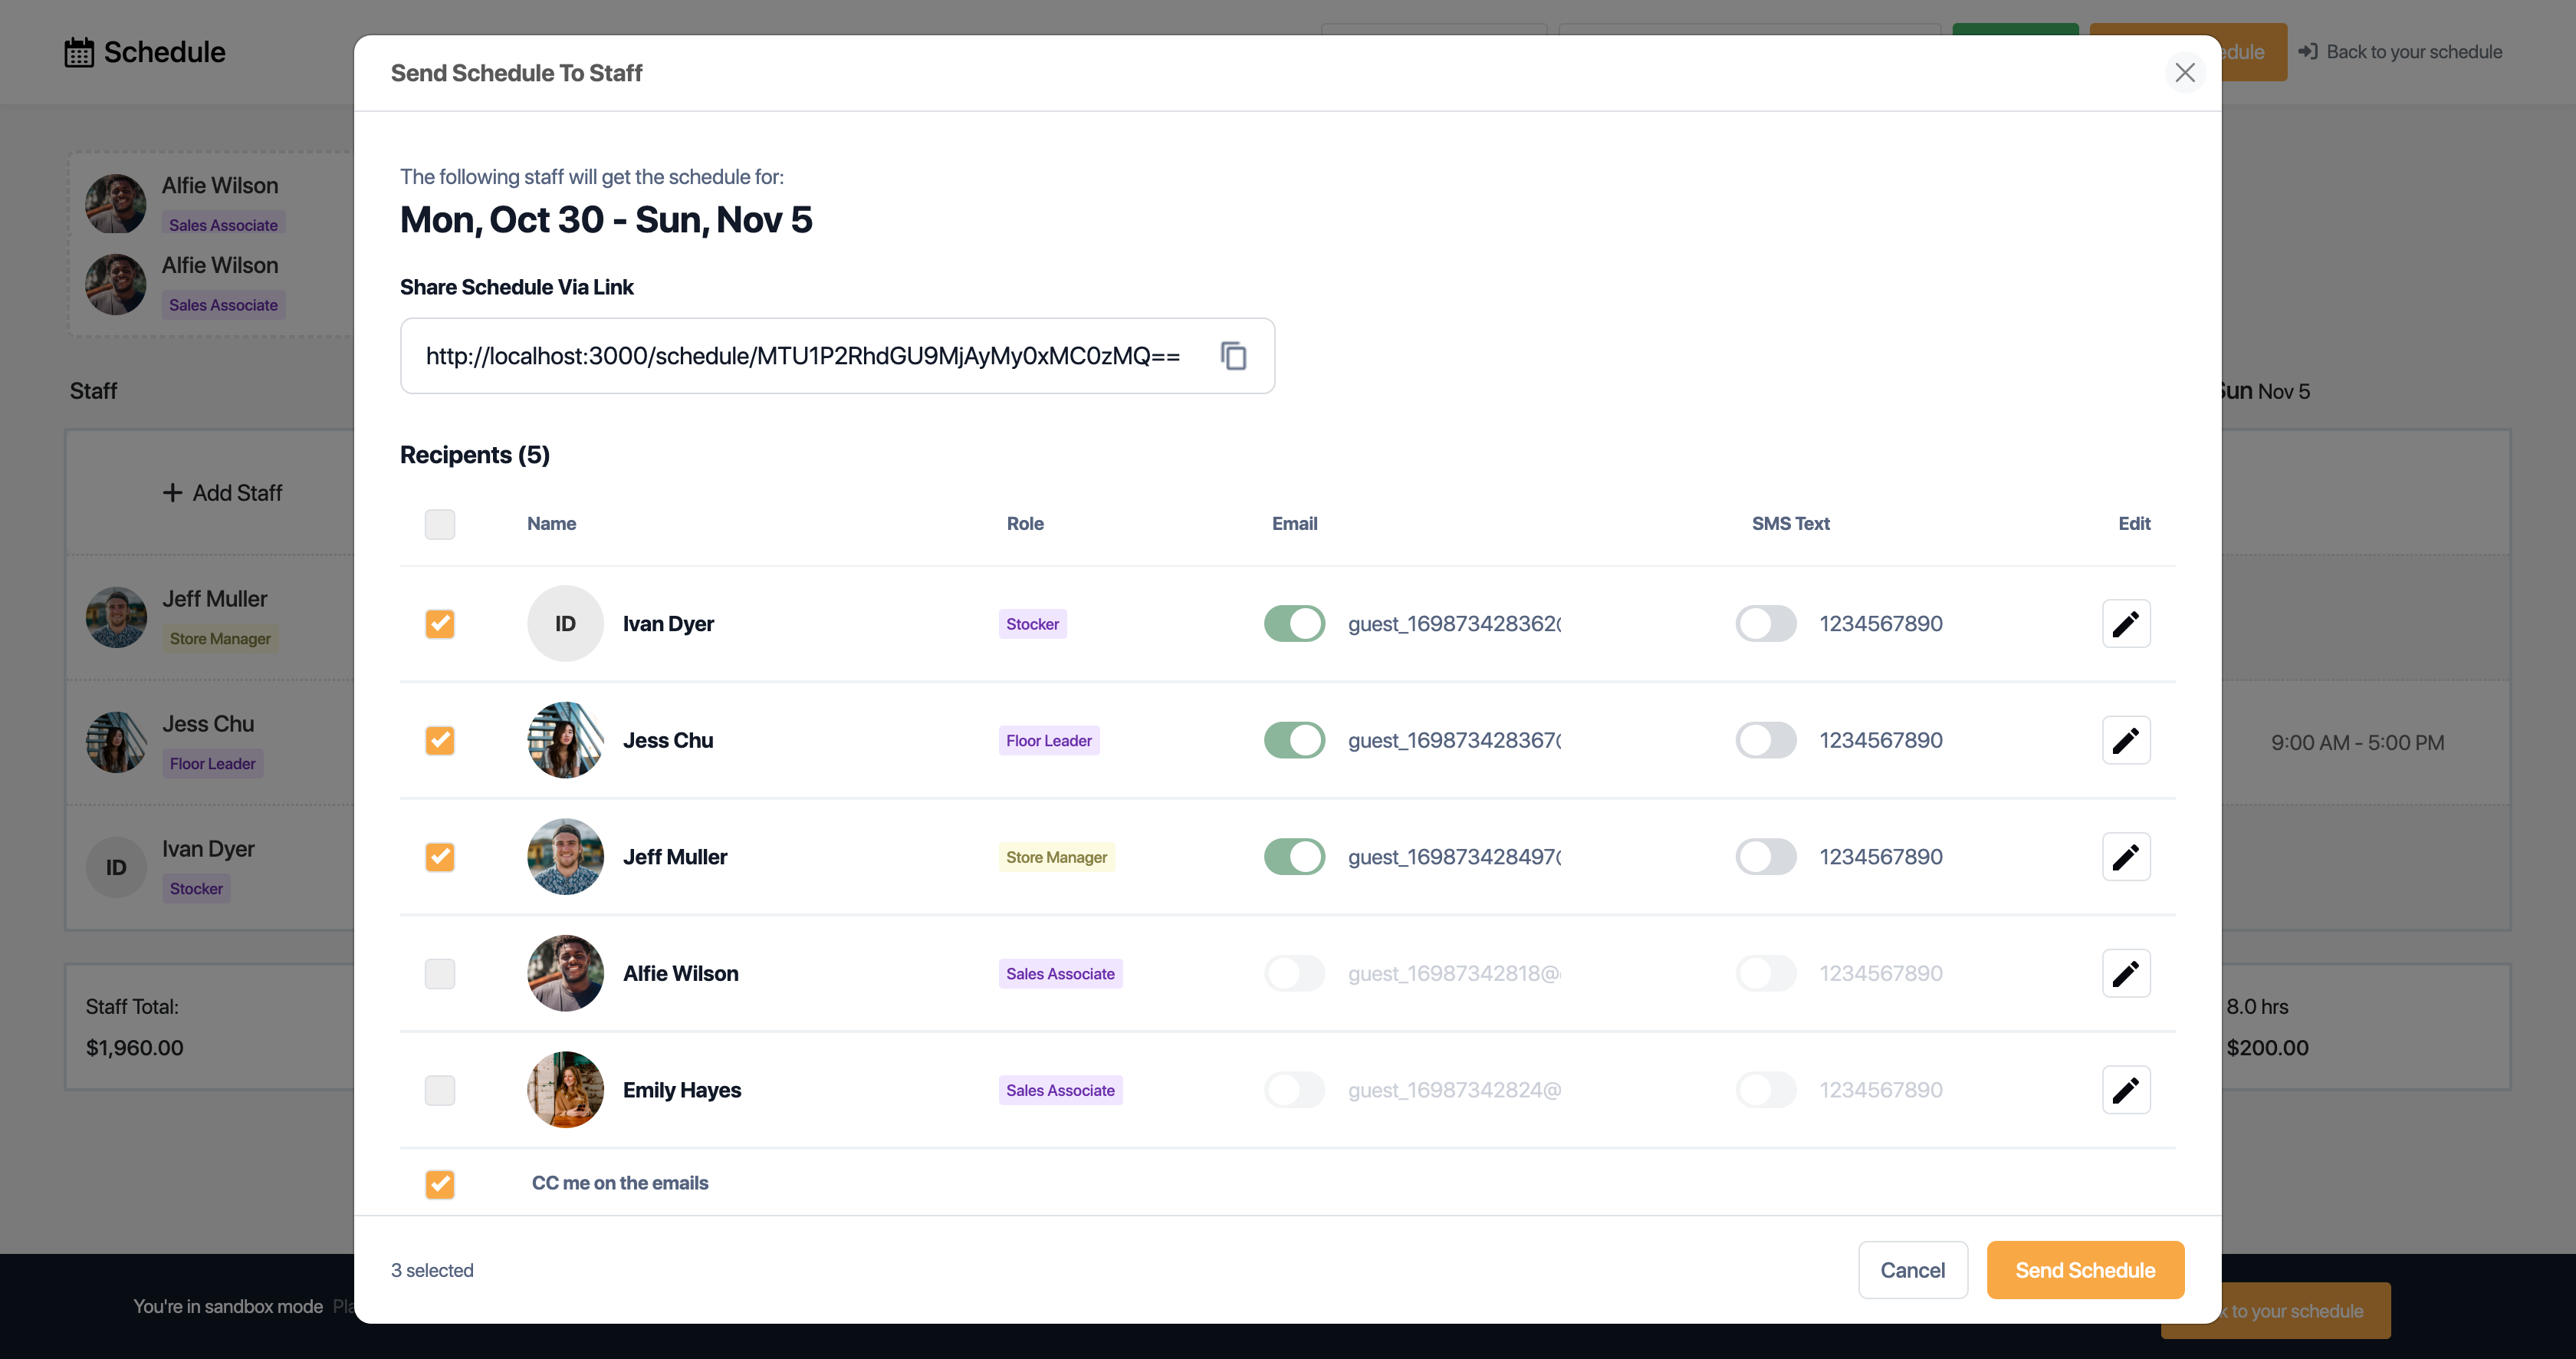 Schedule
edule
Back to your schedule
Send Schedule To Staff
Alfie Wilson
Sales Associate
Alfie Wilson
Sales Associate
The following staff will get the schedule for:
Mon, Oct 30 - Sun, Nov 5
Share Schedule Via Link
http://localhost:3000/schedule/MTU1P2RhdGU9MjAyMy0xMC0zMQ==
Staff
Sun Nov 5
Recipents (5)
Add Staff
Name Role Email SMS Text Edit
ID Ivan Dyer Stocker guest_169873428362 1234567890
Jess Chu Floor Leader guest_169873428367 1234567890
Jeff Muller Store Manager guest_169873428497 1234567890
Alfie Wilson Sales Associate guest_16987342818@ 1234567890
Emily Hayes Sales Associate guest_16987342824@ 1234567890
CC me on the emails
Jeff Muller
Store Manager
Jess Chu
Floor Leader
9:00 AM - 5:00 PM
ID
Ivan Dyer
Stocker
Staff Total:
$1,960.00
8.0 hrs
$200.00
3 selected
Cancel
Send Schedule
You're in sandbox mode Pla
k to your schedule